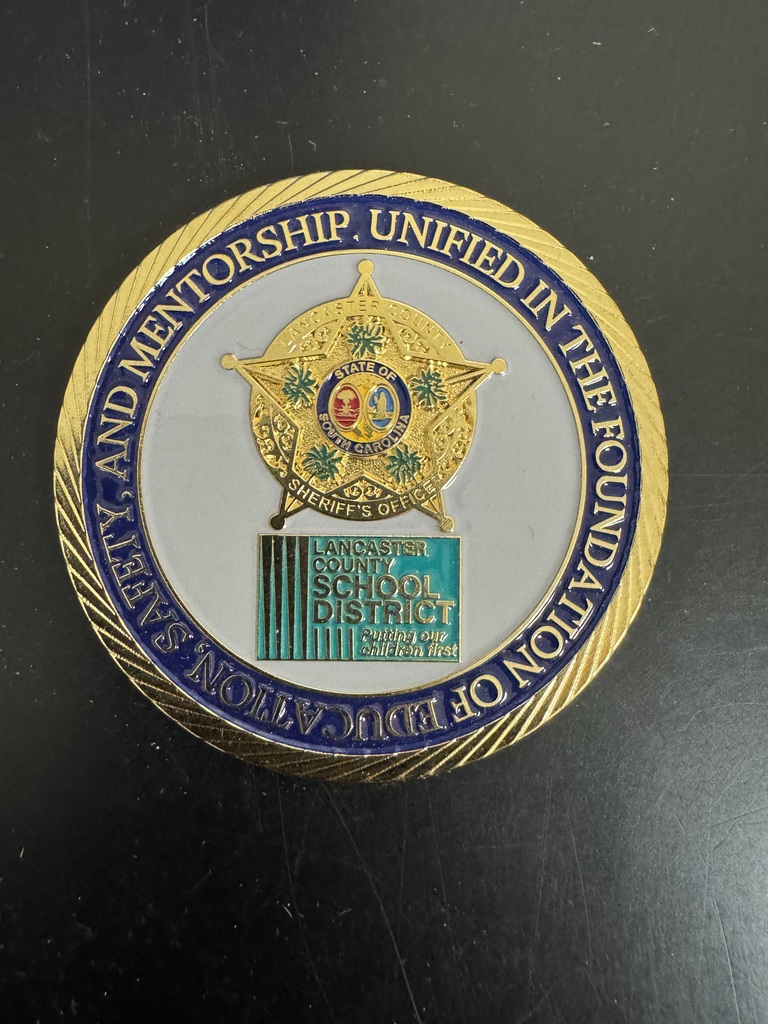 UNIFIED IN THE FOUNDATION OF EDUCATION, SAFETY, AND MENTORSHIP.
LANCASTER COUNTY
STATE OF
SOUTH CAROLINA
SHERIFF'S OFFICE
LANCASTER
COUNTY
SCHOOL
DISTRICT
Putting our
children first